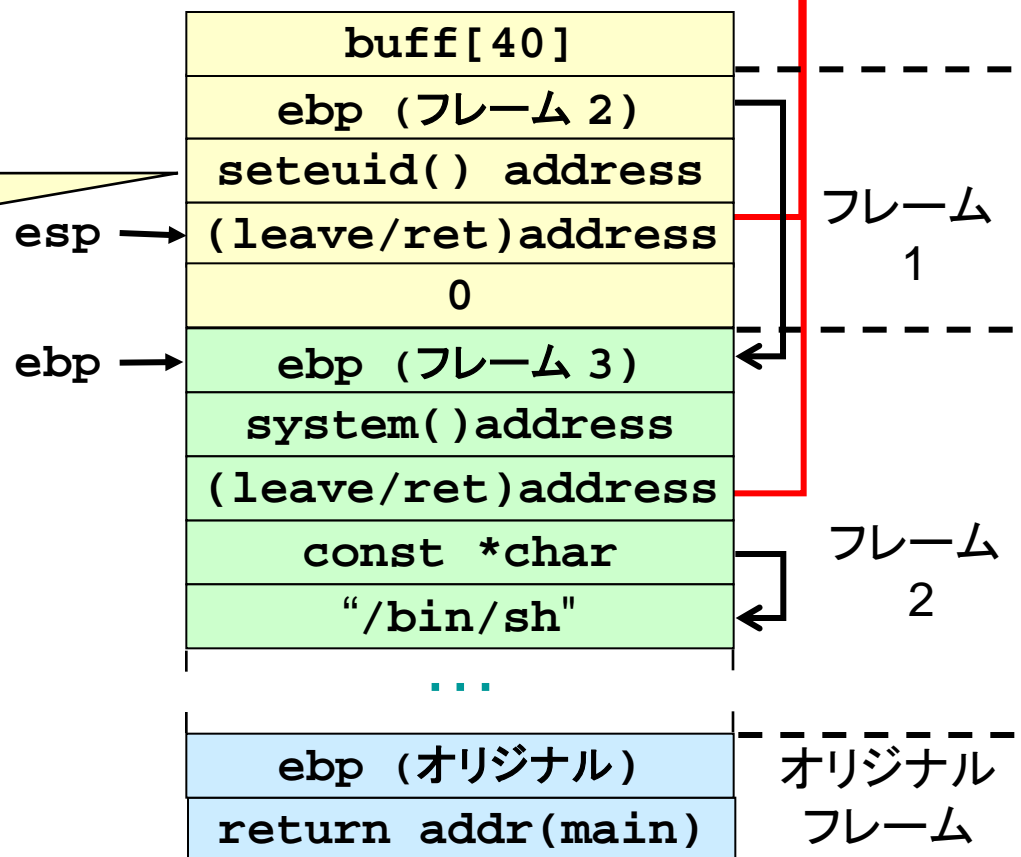 buff[40]
ebp (フレーム 2)
seteuid() address
esp
(leave/ret)address
フレーム
1
0
ebp
ebp (フレーム 3)
system()address
(leave/ret)address
const *char
フレーム
2
“/bin/sh"
...
ebp (オリジナル)
return addr(main)
オリジナル
フレーム